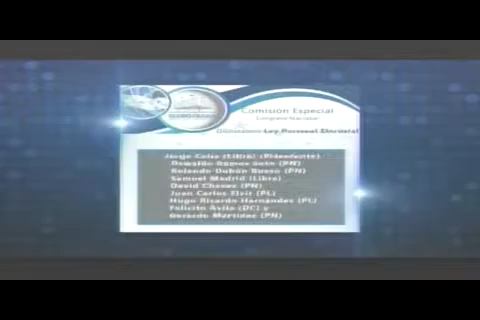 Comisión Especial
Congreso Nacional
Dictaminar Ley Procesal Electoral
Jorge Cálix (Libre) (Presidente)
Oswaldo Ramos Soto (PN)
Rolando Dubón Bueso (PN)
Samuel Madrid (Libre)
David Chávez (PN)
Juan Carlos Elvir (PL)
Hugo Ricardo Hernández (PL)
Felícito Ávila (DC) y
Gerardo Martínez (PN)